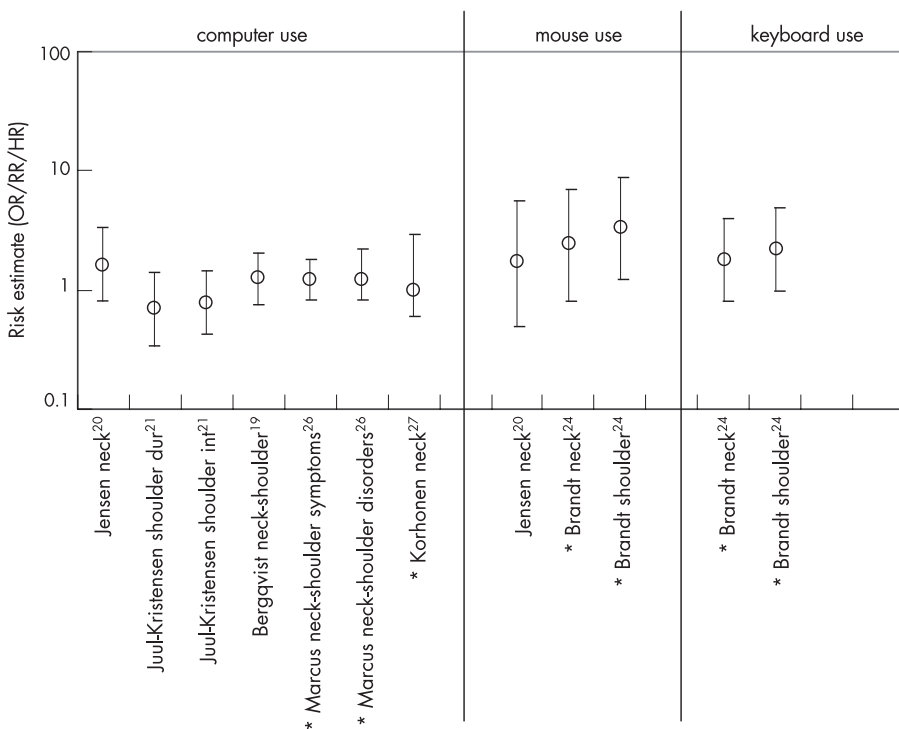 computer use
mouse use
keyboard use
Risk estimate (OR/RR/HR)
100
10
1
0.1
Jensen neck20
Juul-Kristensen shoulder dur21
Juul-Kristensen shoulder int21
Bergqvist neck-shoulder19
* Marcus neck-shoulder symptoms26
* Marcus neck-shoulder disorders26
* Korhonen neck27
Jensen neck20
* Brandt neck24
* Brandt shoulder24
* Brandt neck24
* Brandt shoulder24